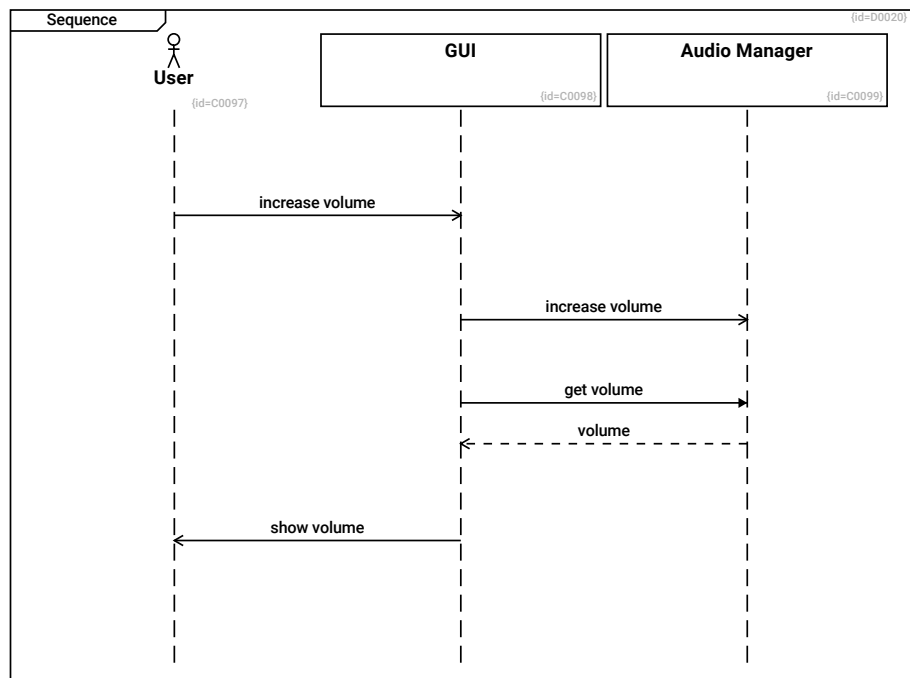 Sequence
{id=D0020}
User
{id=C0097}
GUI
{id=C0098}
Audio Manager
{id=C0099}
increase volume
increase volume
get volume
volume
show volume